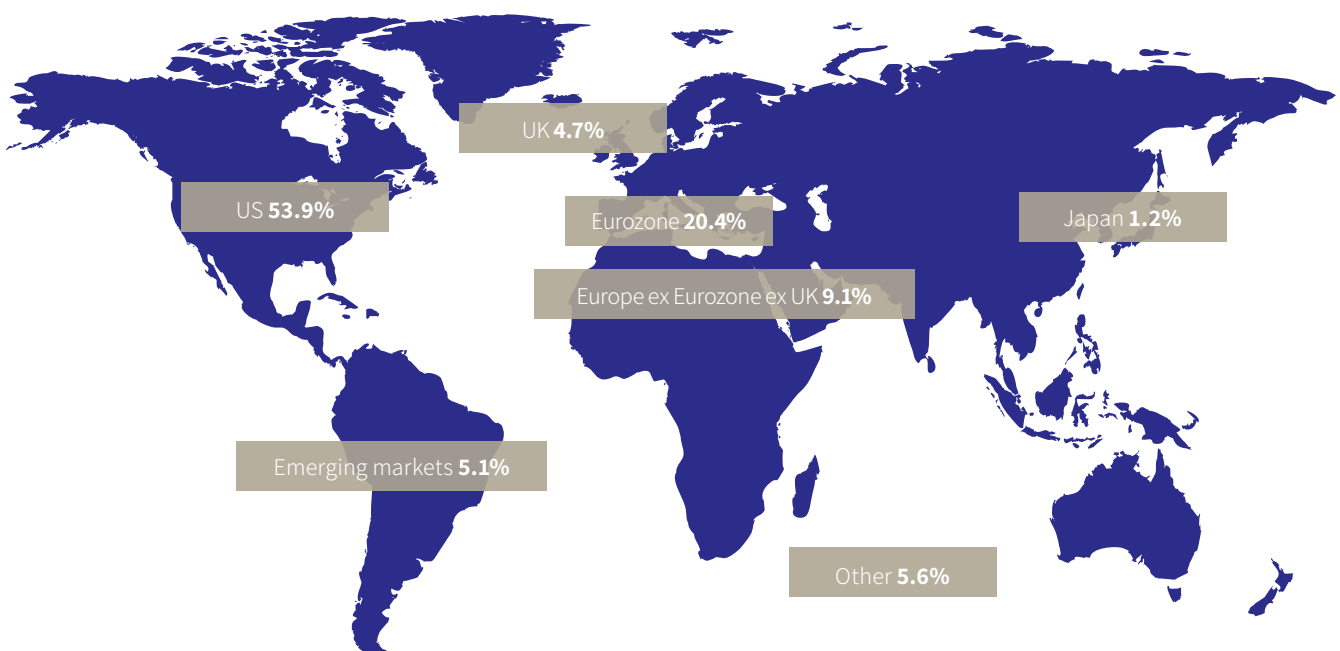 UK 4.7%
US 53.9%
Eurozone 20.4%
Japan 1.2%
Europe ex Eurozone ex UK 9.1%
Emerging markets 5.1%
Other 5.6%